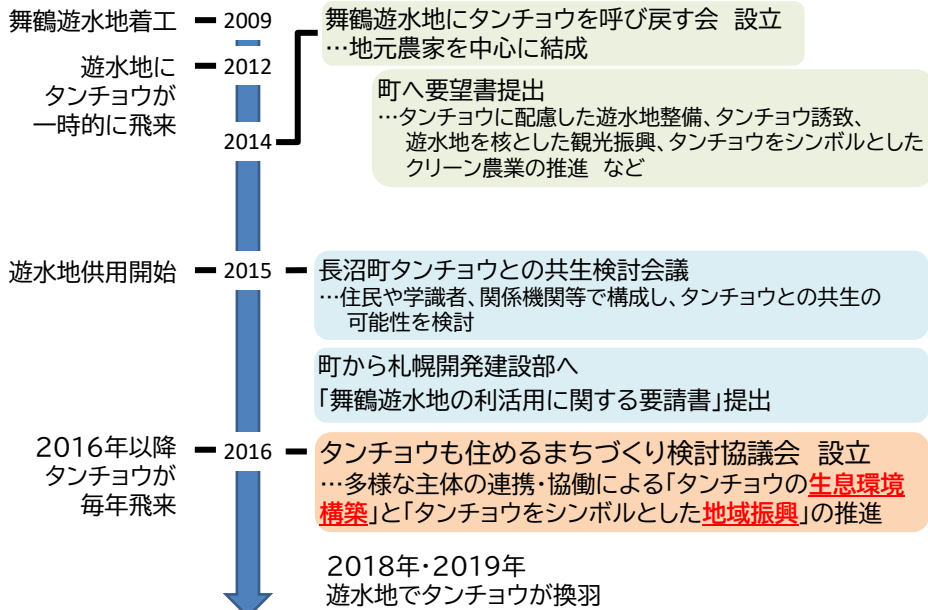 舞鶴遊水地着工
2009
舞鶴遊水地にタンチョウを呼び戻す会 設立
…地元農家を中心に結成
遊水地に
タンチョウが
一時的に飛来
2012
町へ要望書提出
…タンチョウに配慮した遊水地整備、タンチョウ誘致、
遊水地を核とした観光振興、タンチョウをシンボルとした
クリーン農業の推進 など
2014
遊水地供用開始
2015
長沼町タンチョウとの共生検討会議
…住民や学識者、関係機関等で構成し、タンチョウとの共生の
可能性を検討
町から札幌開発建設部へ
「舞鶴遊水地の利活用に関する要請書」提出
2016年以降
タンチョウが
毎年飛来
2016
タンチョウも住めるまちづくり検討協議会 設立
…多様な主体の連携・協働による「タンチョウの生息環境
構築」と「タンチョウをシンボルとした地域振興」の推進
2018年・2019年
遊水地でタンチョウが換羽